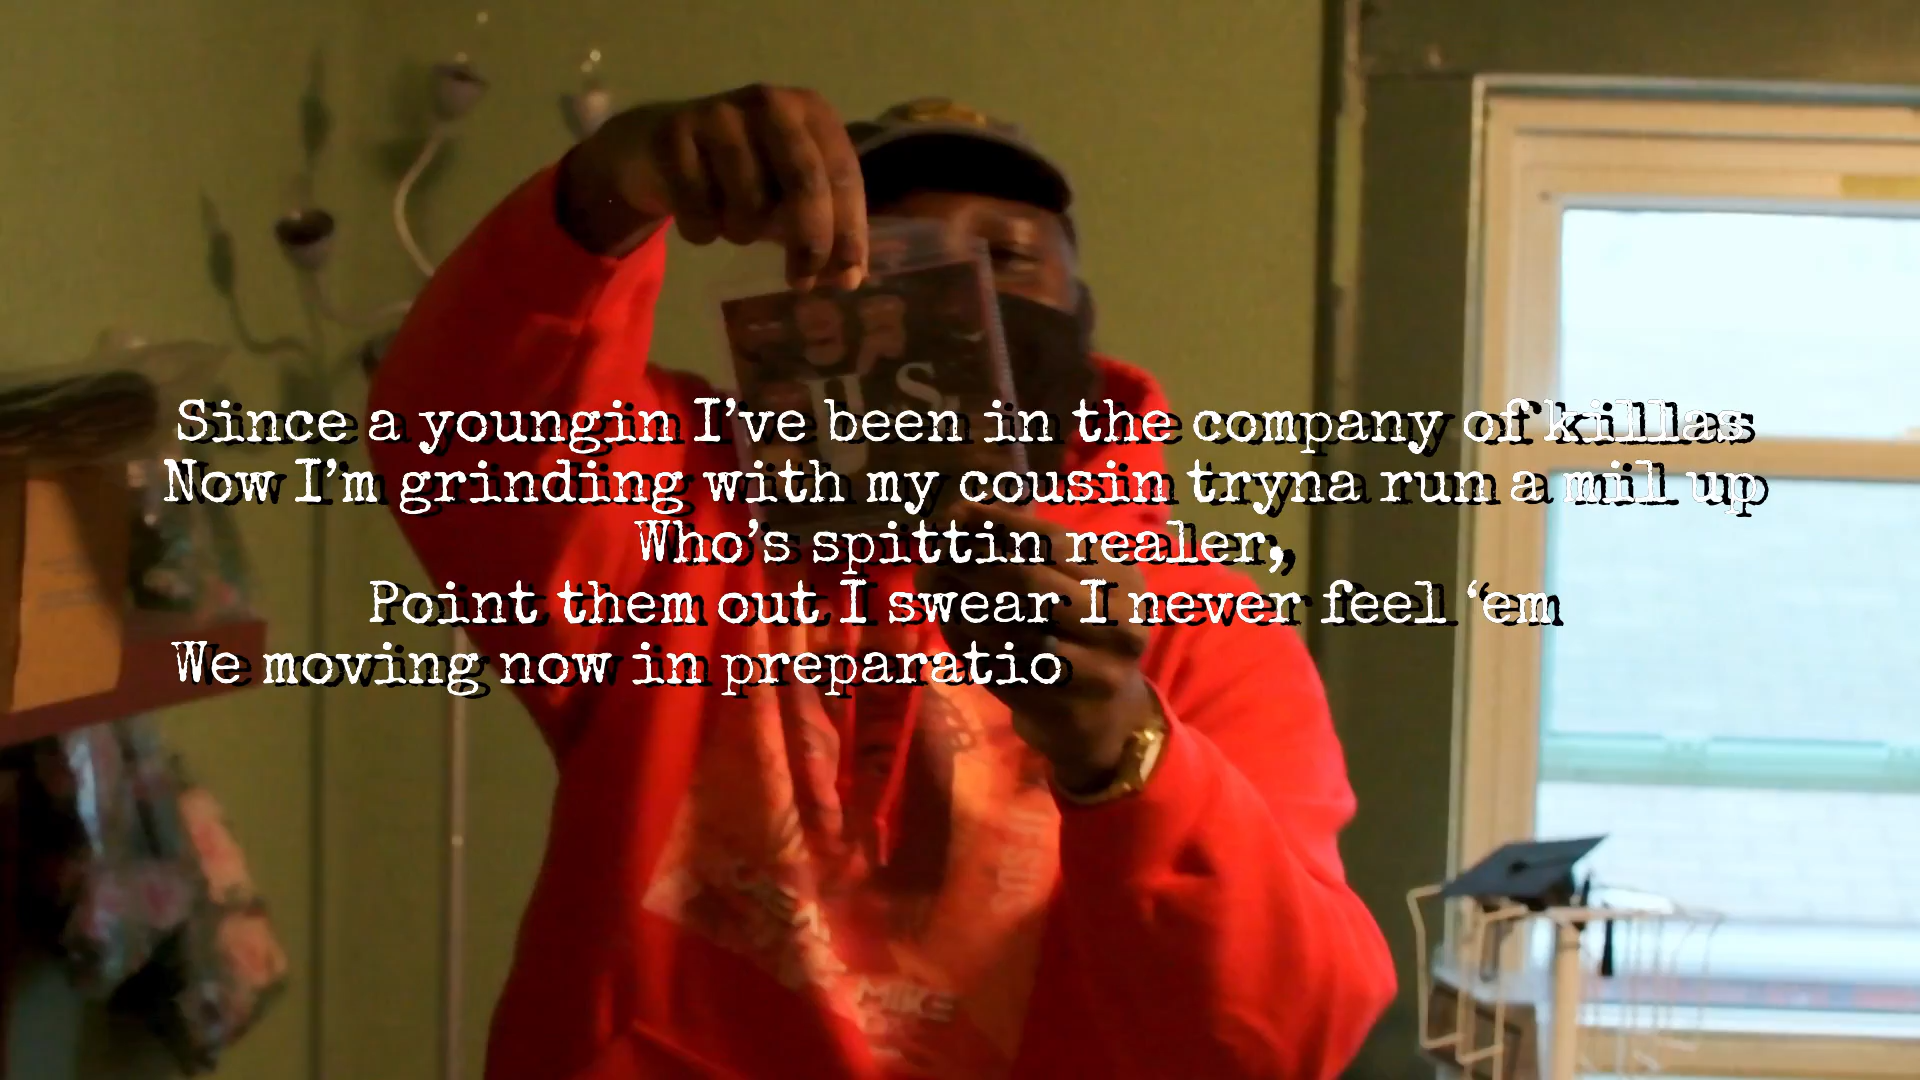 Since a youngin I’ve been in the company of killas
Now I’m grinding with my cousin tryna run a mil up
Who’s spittin realer,
Point them out I swear I never feel ‘em
We moving now in preparatio
U.S.
MIKE